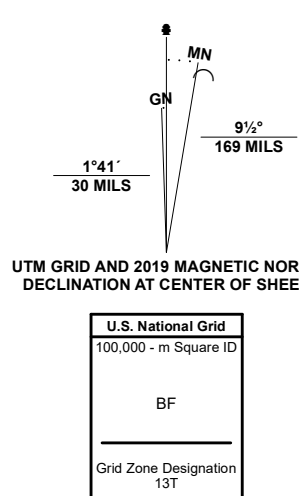 MN
GN
9½°
169 MILS
1°41´
30 MILS
UTM GRID AND 2019 MAGNETIC NOR
DECLINATION AT CENTER OF SHEE
U.S. National Grid
100,000 - m Square ID
BF
Grid Zone Designation
13T